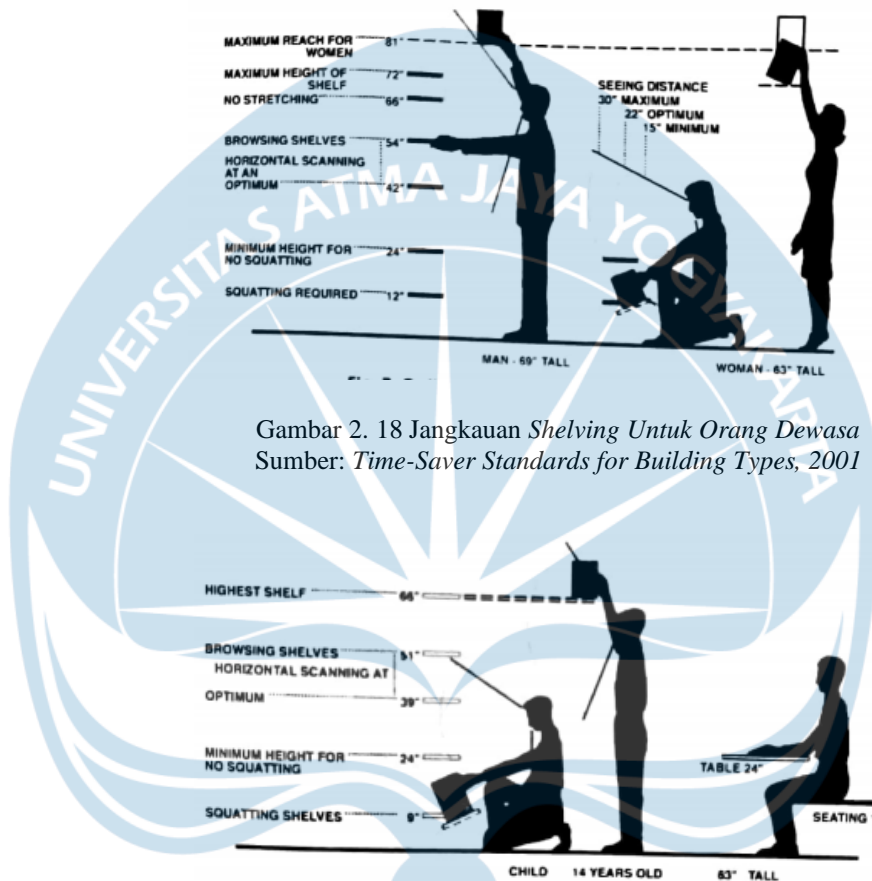 MAXIMUM REACH FOR
WOMEN
81"
MAXIMUM HEIGHT OF
SHELF
72"
NO STRETCHING
66"
SEEING DISTANCE
30" MAXIMUM
22" OPTIMUM
15" MINIMUM
BROWSING SHELVES
54"
HORIZONTAL SCANNING
AT AN
OPTIMUM
42"
MINIMUM HEIGHT FOR
NO SQUATTING
24"
SQUATTING REQUIRED
12"
MAN - 69" TALL
WOMAN - 63" TALL
UNIVERSITAS ATMA JAYA YOGYAKARTA
Gambar 2. 18 Jangkauan Shelving Untuk Orang Dewasa
Sumber: Time-Saver Standards for Building Types, 2001
HIGHEST SHELF
66"
BROWSING SHELVES
51"
HORIZONTAL SCANNING AT
OPTIMUM
39"
MINIMUM HEIGHT FOR
NO SQUATTING
24"
TABLE 24"
SQUATTING SHELVES
9"
SEATING
CHILD
14 YEARS OLD
63" TALL